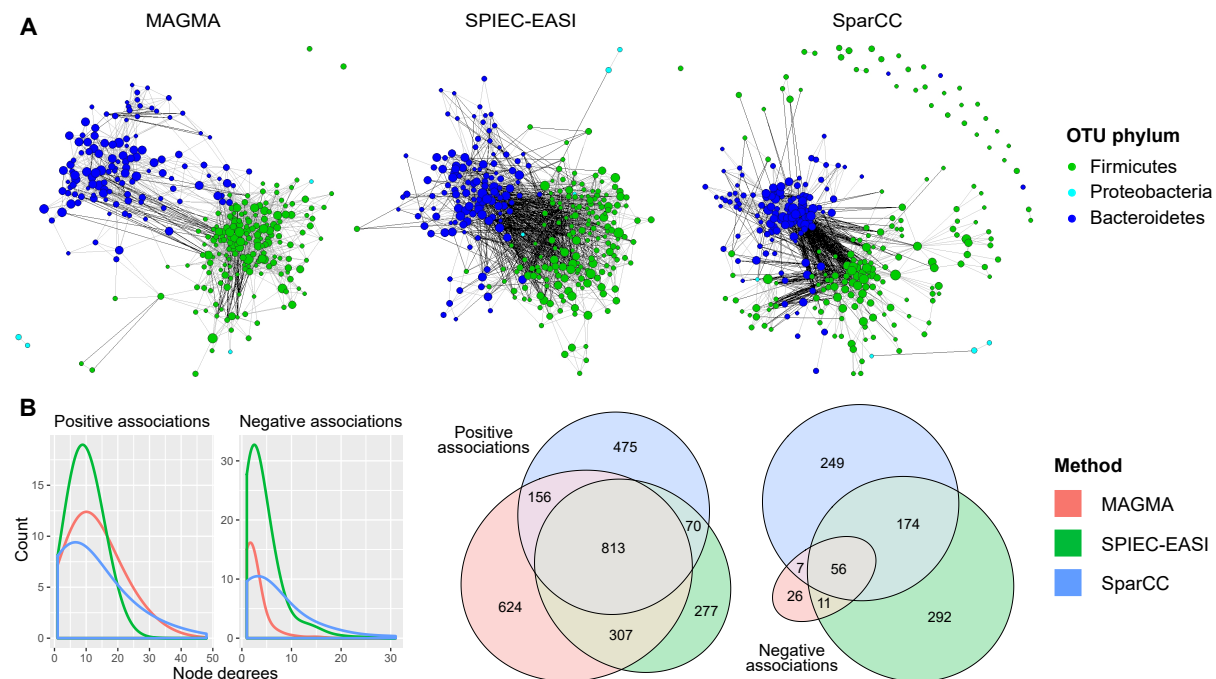 A
MAGMA
SPIEC-EASI
SparCC
OTU phylum
Firmicutes
Proteobacteria
Bacteroidetes
B
Positive associations
Negative associations
Count
15
10
5
0
0
10
20
30
40
50
30
20
10
0
0
10
20
30
Node degrees
Positive
associations
475
156
70
813
624
277
307
249
174
7
56
26
11
292
Negative
associations
Method
MAGMA
SPIEC-EASI
SparCC